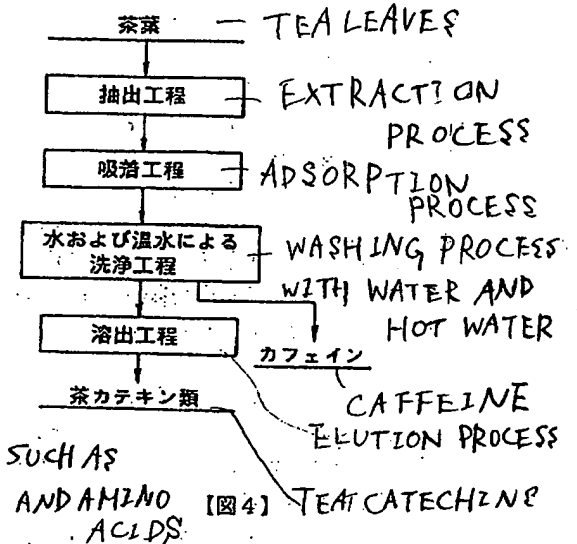 茶葉 TEA LEAVES
抽出工程 EXTRACTION
PROCESS
吸着工程 ADSORPTION
PROCESS
水および温水による
洗浄工程 WASHING PROCESS
WITH WATER AND
HOT WATER
溶出工程
カフェイン
CAFFEINE
茶カテキン類
ELUTION PROCESS
SUCH AS
AND AMINO
ACIDS
【図4】 TEA CATECHINS